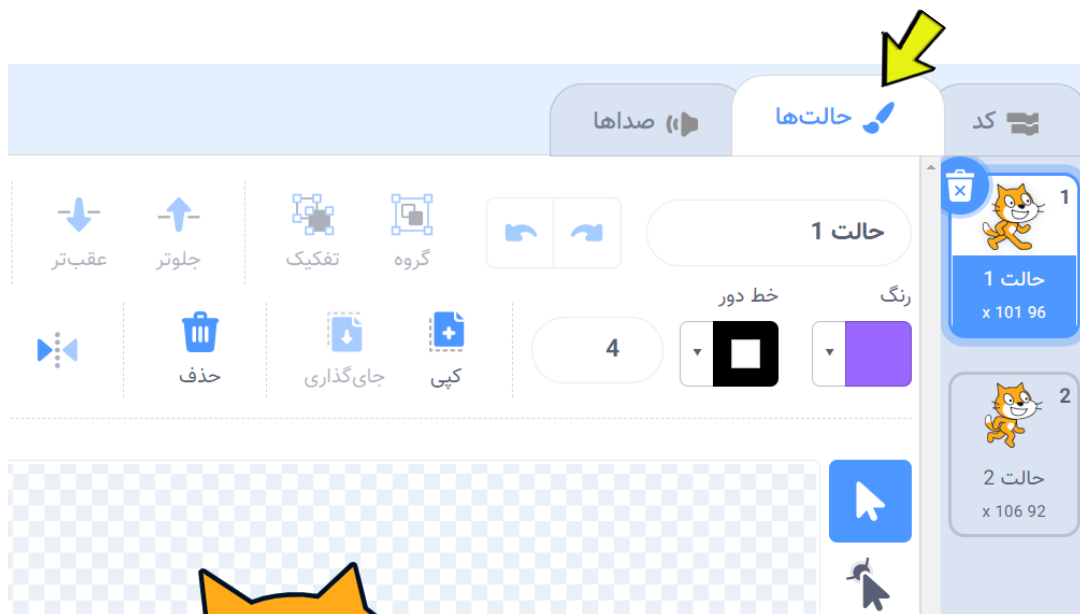 کد
حالت‌ها
صداها
1
حالت 1
96 x 101
2
حالت 2
92 x 106
حالت 1
گروه
تفکیک
جلوتر
عقب‌تر
رنگ
خط دور
4
کپی
جای‌گذاری
حذف